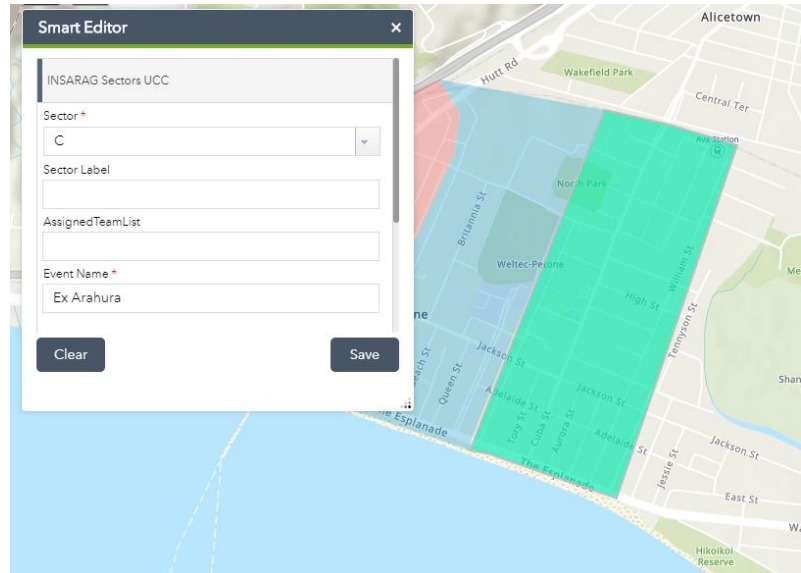 Smart Editor
×
INSARAG Sectors UCC
Sector *
C
Sector Label
AssignedTeamList
Event Name *
Ex Arahura
Clear
Save
Alicetown
Hutt Rd
Wakefield Park
Central Ter
Ava Station
North Park
Britannia St
Weltec-Petone
William St
High St
Tennyson St
Jackson St
Queen St
Adelaide St
Jackson St
Tory St
Cuba St
Aurora St
Adelaide St
The Esplanade
The Esplanade
Jessie St
Jackson St
East St
Hikoikoi
Reserve